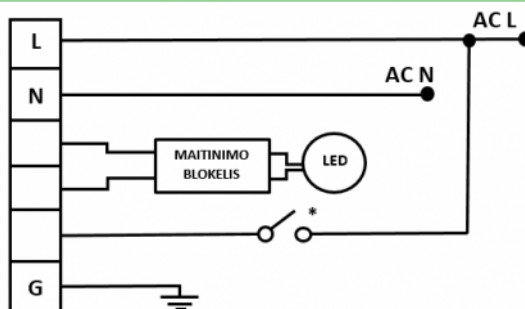 AC L
L
AC N
N
MAITINIMO
BLOKELIS
LED
*
G